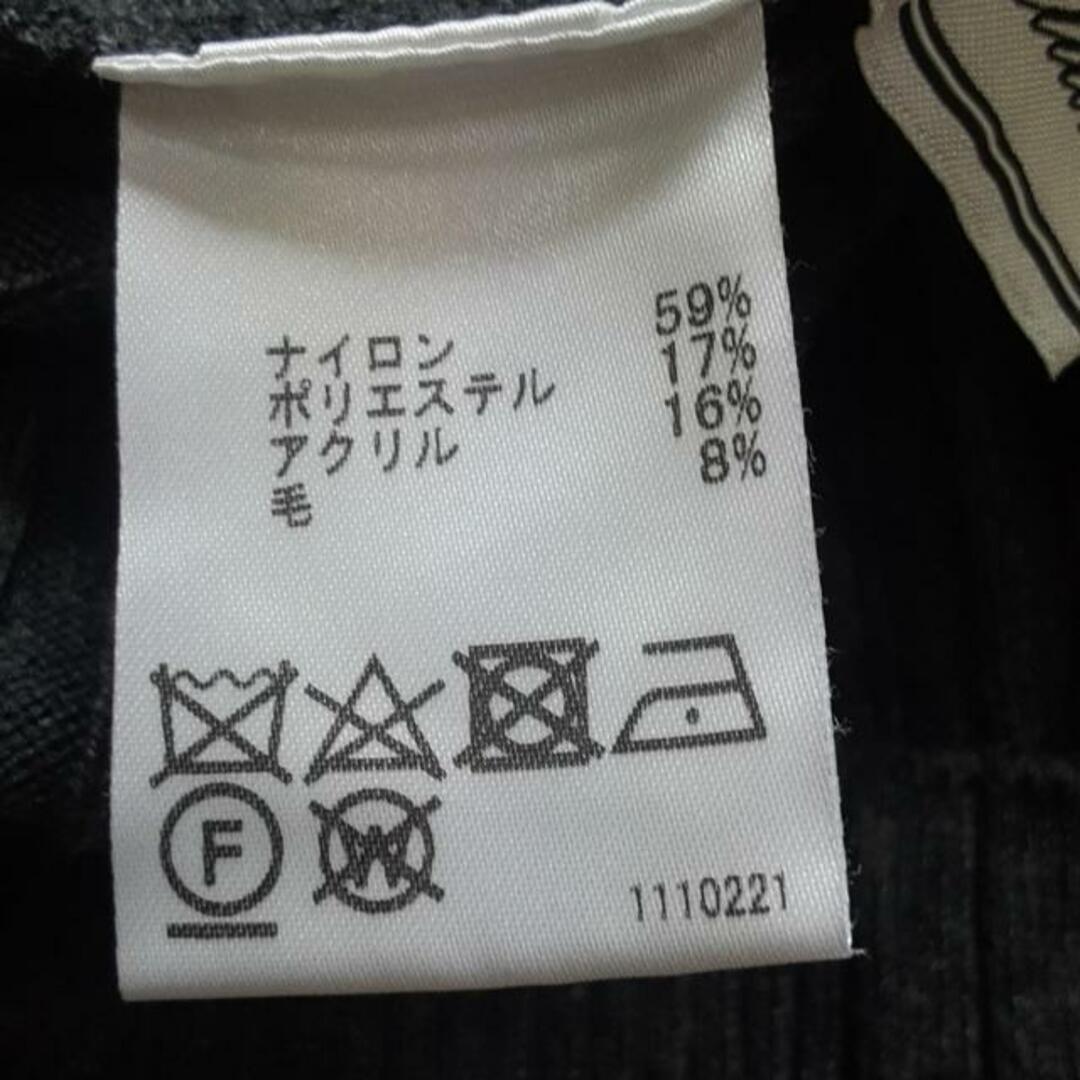 ナイロン 59%
ポリエステル 17%
アクリル 16%
毛 8%
F
W
1110221